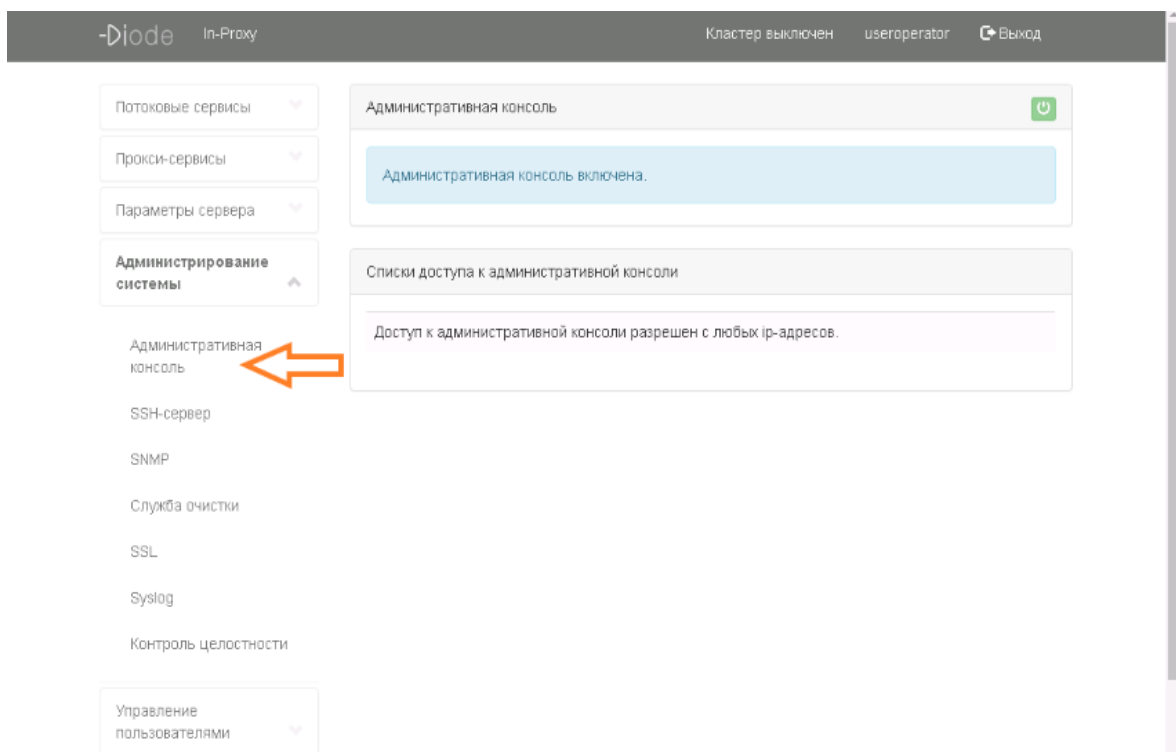 -Diode In-Proxy Кластер выключен useroperator Выход
Потоковые сервисы
Прокси-сервисы
Параметры сервера
Администрирование
системы
Административная
консоль
SSH-сервер
SNMP
Служба очистки
SSL
Syslog
Контроль целостности
Управление
пользователями
Административная консоль
Административная консоль включена.
Списки доступа к административной консоли
Доступ к административной консоли разрешен с любых ip-адресов.